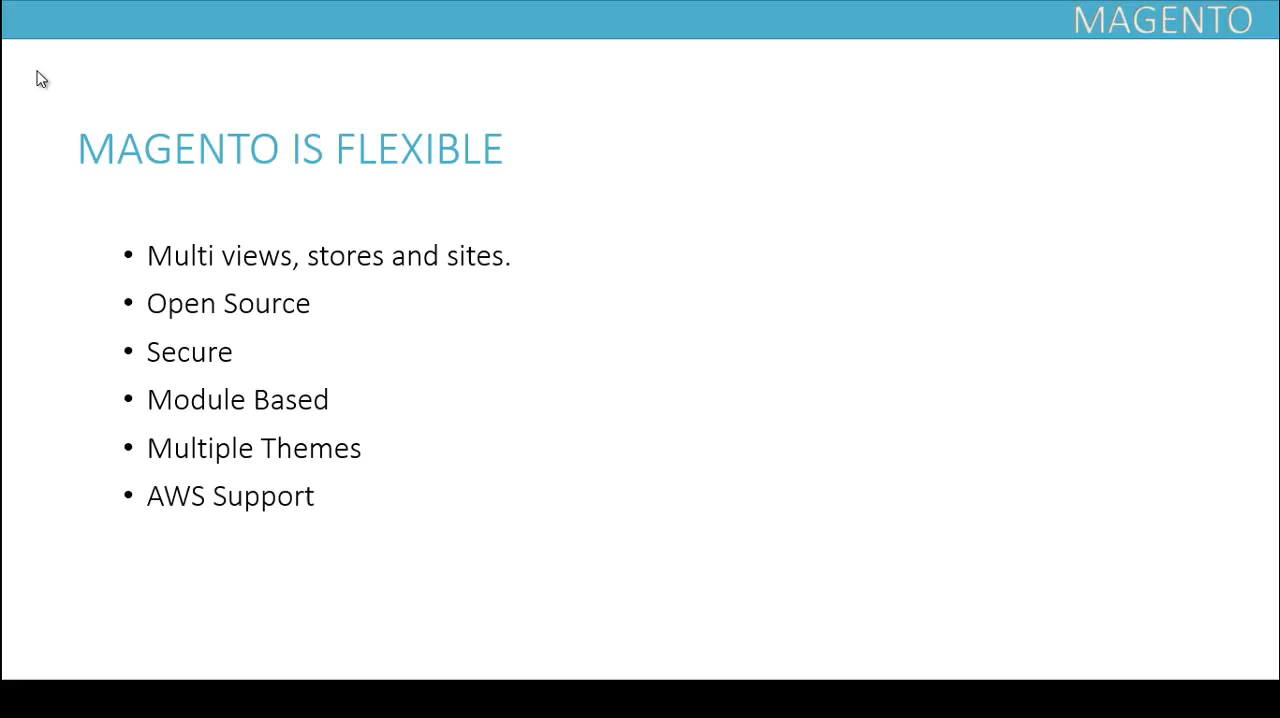 MAGENTO
MAGENTO IS FLEXIBLE
• Multi views, stores and sites.
• Open Source
• Secure
• Module Based
• Multiple Themes
• AWS Support